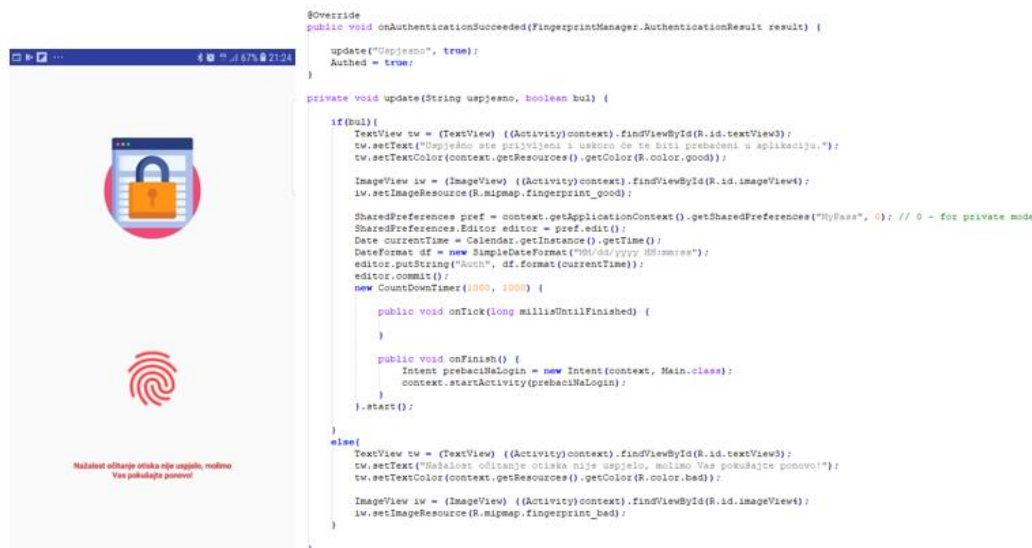 67% 21:24
Nažalost očitanje otiska nije uspjelo, molimo
Vas pokušajte ponovo!
@Override
public void onAuthenticationSucceeded(FingerprintManager.AuthenticationResult result) {
update("Uspjesno", true);
Authed = true;
}
private void update(String uspjesno, boolean bul) {
if(bul){
TextView tw = (TextView) ((Activity)context).findViewById(R.id.textView3);
tw.setText("Uspješno ste prijvljeni i uskoro će te biti prebačeni u aplikaciju.");
tw.setTextColor(context.getResources().getColor(R.color.good));
ImageView iw = (ImageView) ((Activity)context).findViewById(R.id.imageView4);
iw.setImageResource(R.mipmap.fingerprint_good);
SharedPreferences pref = context.getApplicationContext().getSharedPreferences("MyPass", 0); // 0 - for private mode
SharedPreferences.Editor editor = pref.edit();
Date currentTime = Calendar.getInstance().getTime();
DateFormat df = new SimpleDateFormat("MM/dd/yyyy HH:mm:ss");
editor.putString("Auth", df.format(currentTime));
editor.commit();
new CountDownTimer(1000, 1000) {
public void onTick(long millisUntilFinished) {
}
public void onFinish() {
Intent prebaciNaLogin = new Intent(context, Main.class);
context.startActivity(prebaciNaLogin);
}
}.start();
}
else{
TextView tw = (TextView) ((Activity)context).findViewById(R.id.textView3);
tw.setText("Nažalost očitanje otiska nije uspjelo, molimo Vas pokušajte ponovo!");
tw.setTextColor(context.getResources().getColor(R.color.bad));
ImageView iw = (ImageView) ((Activity)context).findViewById(R.id.imageView4);
iw.setImageResource(R.mipmap.fingerprint_bad);
}
}